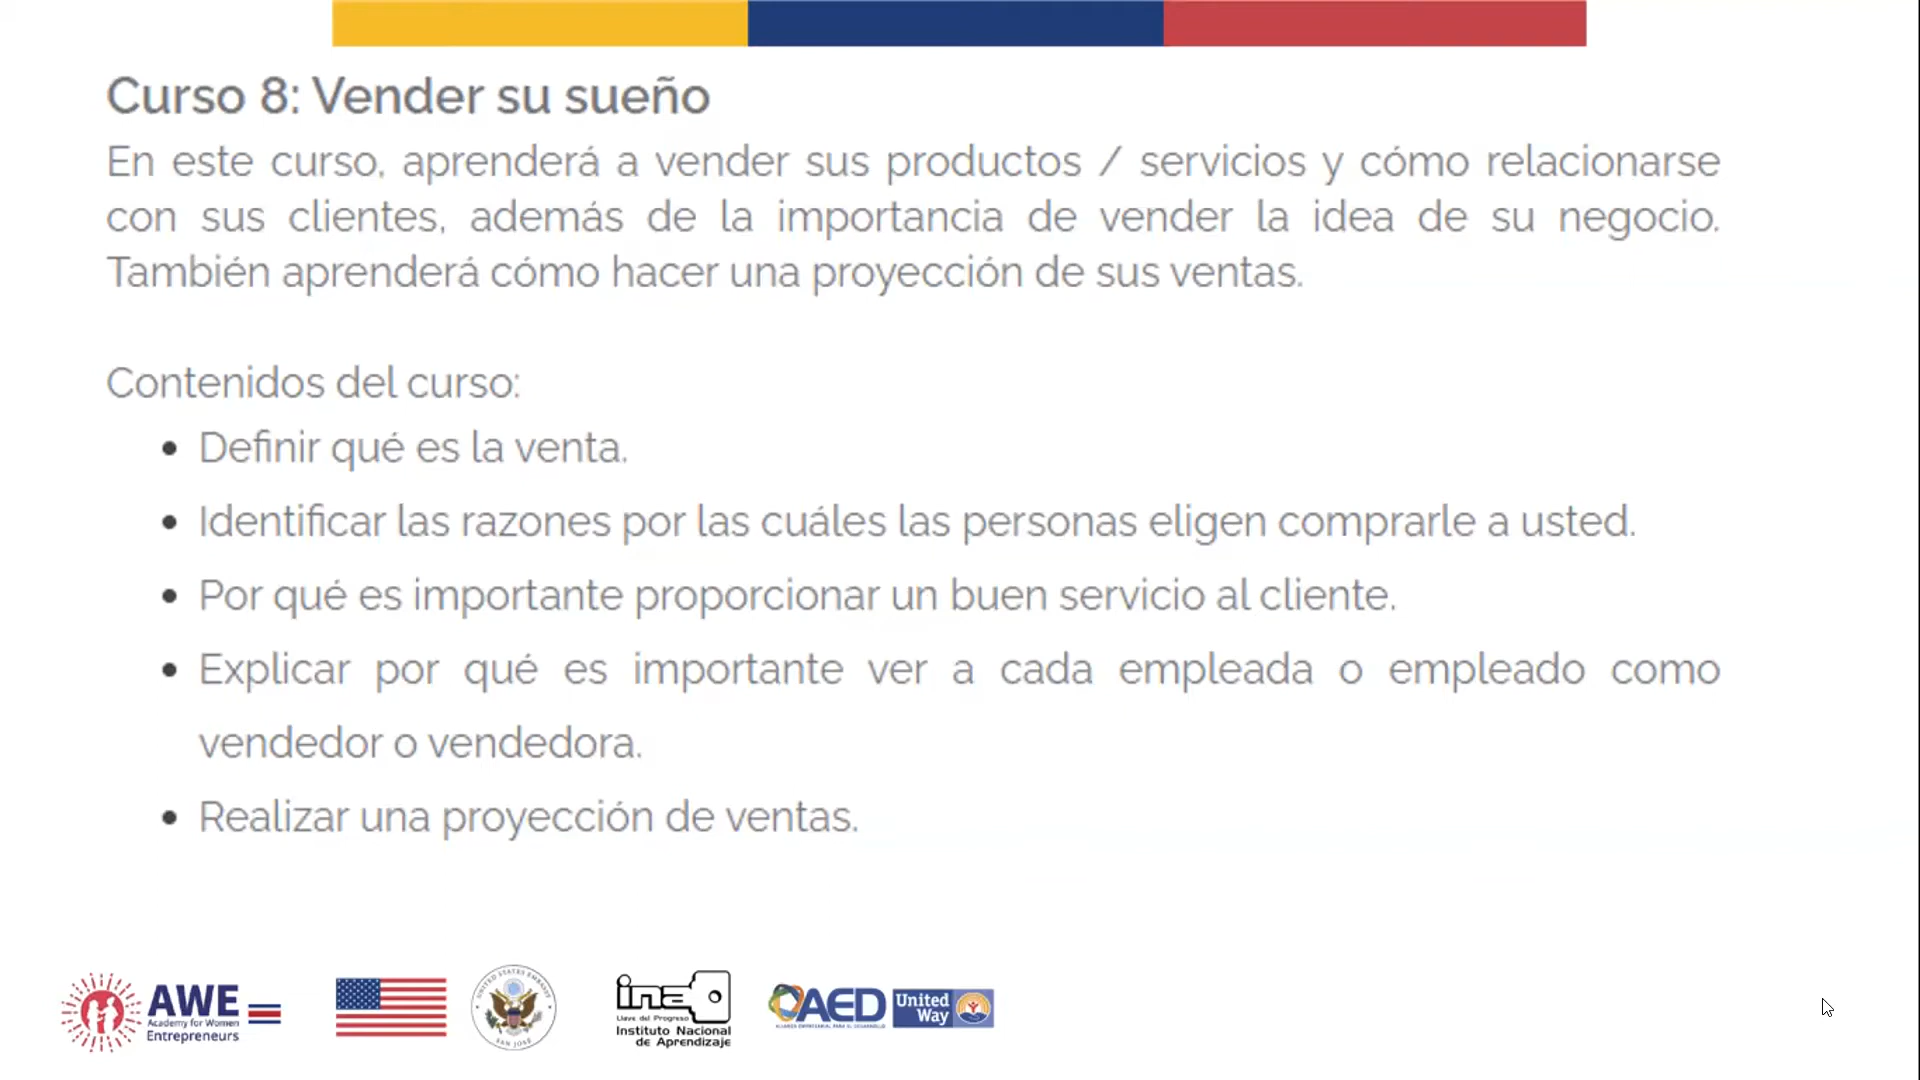 Curso 8: Vender su sueño
En este curso, aprenderá a vender sus productos / servicios y cómo relacionarse
con sus clientes, además de la importancia de vender la idea de su negocio.
También aprenderá cómo hacer una proyección de sus ventas.
Contenidos del curso:
• Definir qué es la venta.
• Identificar las razones por las cuáles las personas eligen comprarle a usted.
• Por qué es importante proporcionar un buen servicio al cliente.
• Explicar por qué es importante ver a cada empleada o empleado como
vendedor o vendedora.
• Realizar una proyección de ventas.
AWE
Academy for Women
Entrepreneurs
UNITED STATES EMBASSY
SAN JOSE
ina
Llave del Progreso
Instituto Nacional
de Aprendizaje
AED
ALIANZA EMPRESARIAL PARA EL DESARROLLO
United
Way